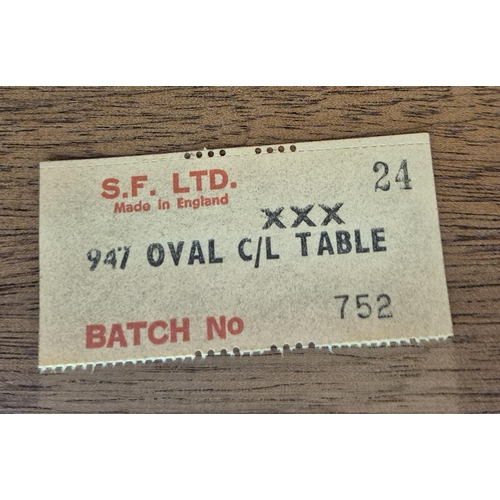 S.F. LTD. 24
Made in England
XXX
947 OVAL C/L TABLE
BATCH No 752